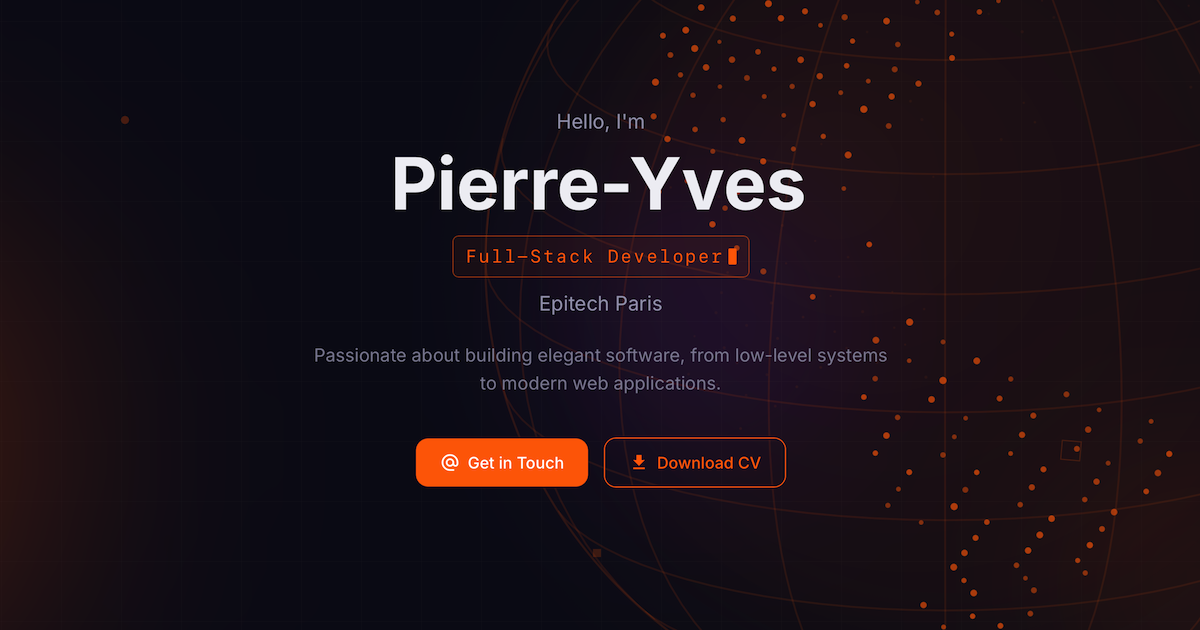 Hello, I'm
Pierre-Yves
Full-Stack Developer
Epitech Paris
Passionate about building elegant software, from low-level systems
to modern web applications.
Get in Touch
Download CV